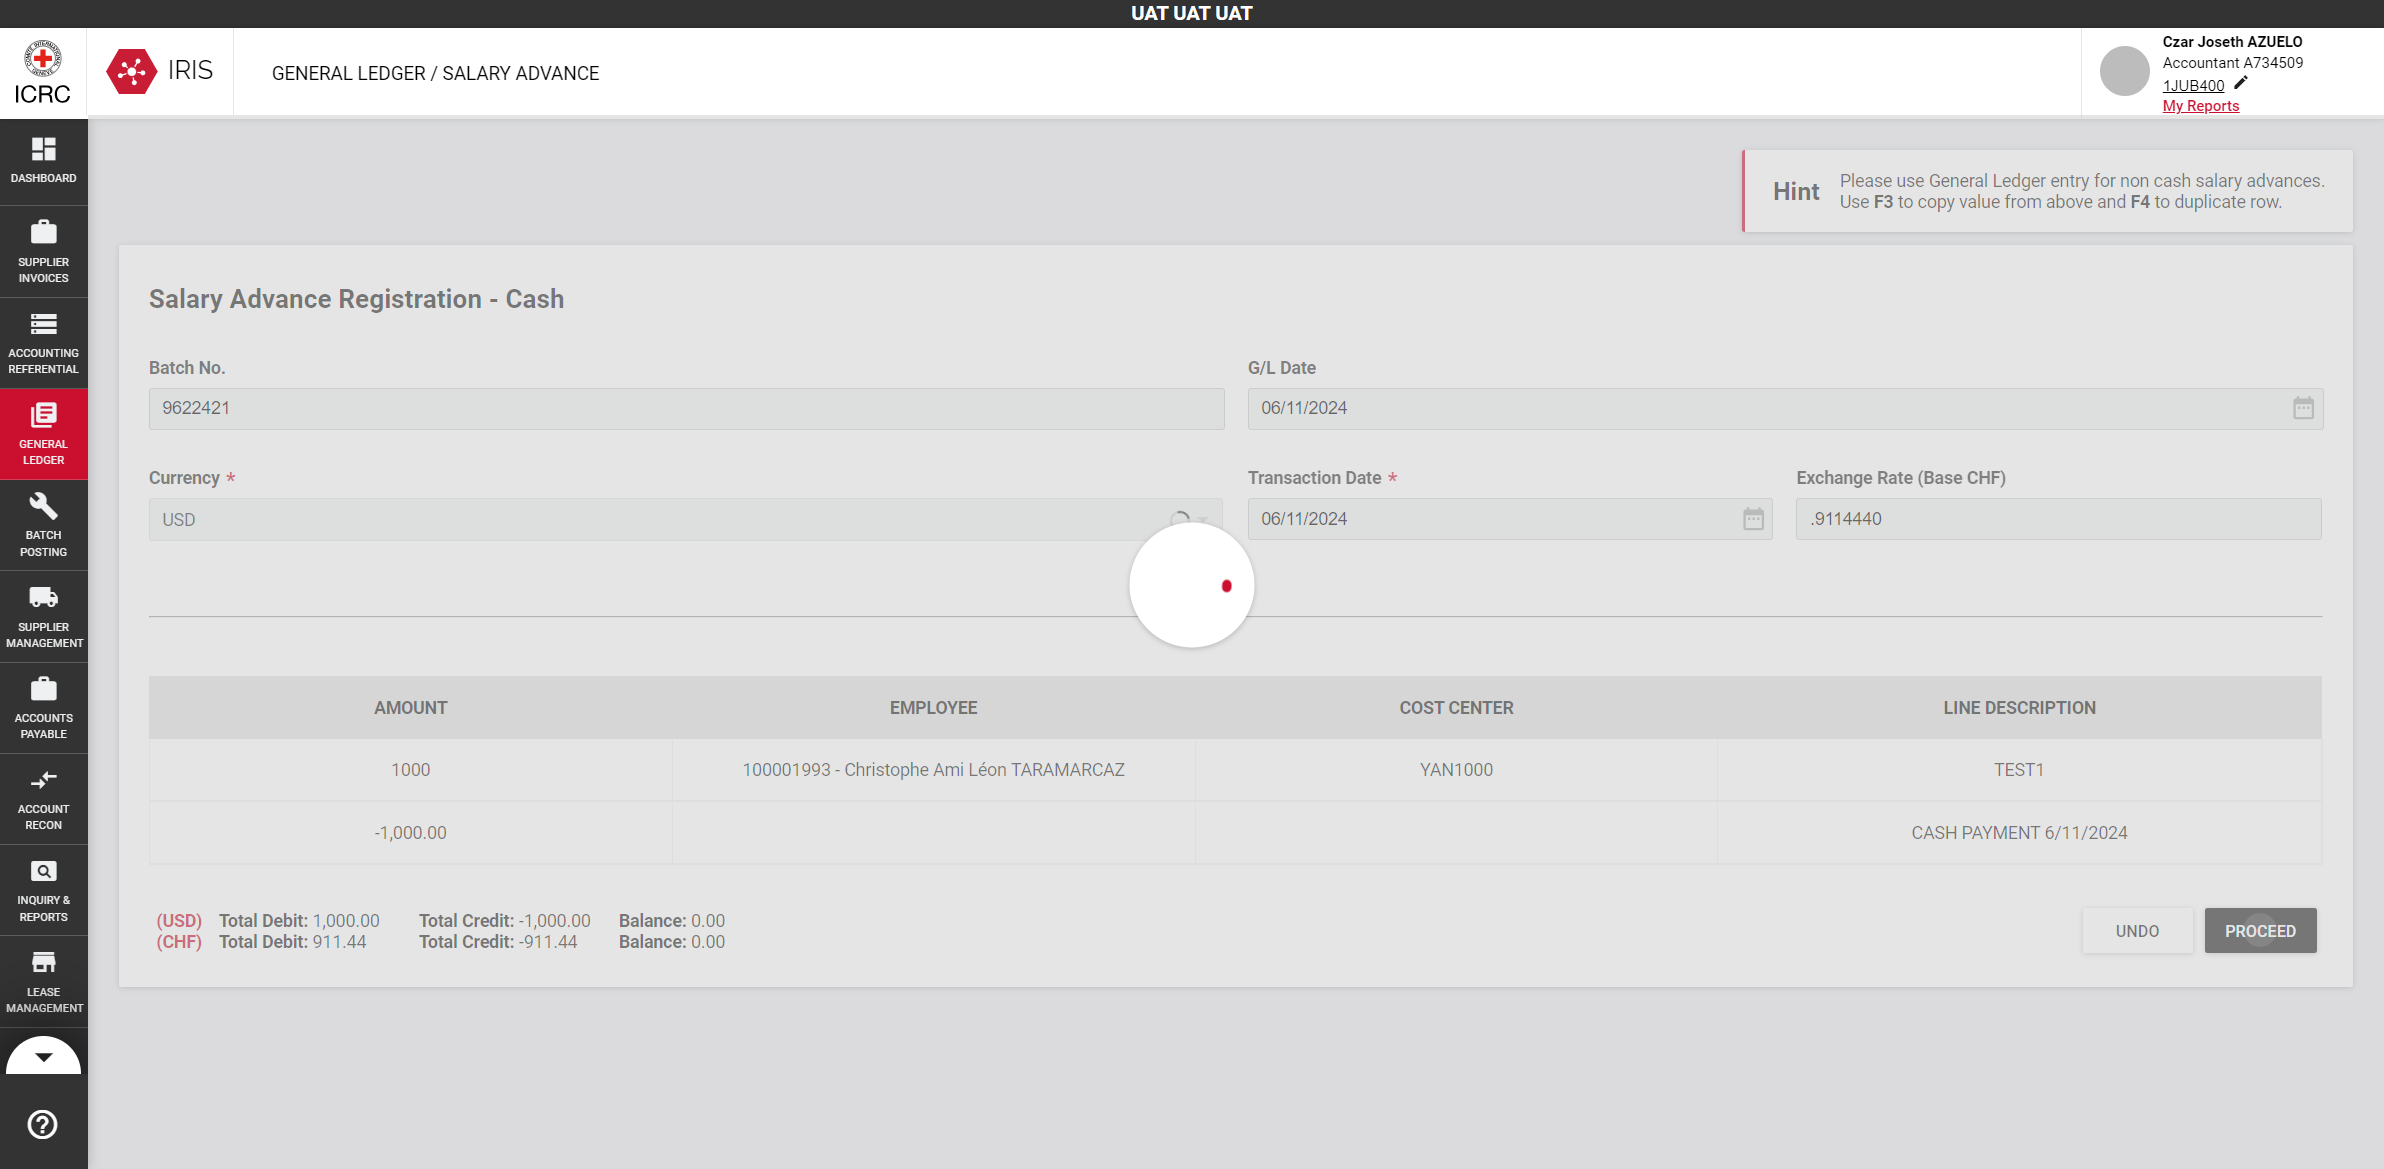 UAT UAT UAT
ICRC
IRIS
GENERAL LEDGER / SALARY ADVANCE
Czar Joseth AZUELO
Accountant A734509
1JUB400
My Reports
DASHBOARD
SUPPLIER
INVOICES
ACCOUNTING
REFERENTIAL
GENERAL
LEDGER
BATCH
POSTING
SUPPLIER
MANAGEMENT
ACCOUNTS
PAYABLE
ACCOUNT
RECON
INQUIRY &
REPORTS
LEASE
MANAGEMENT
Hint
Please use General Ledger entry for non cash salary advances.
Use F3 to copy value from above and F4 to duplicate row.
Salary Advance Registration - Cash
Batch No.
9622421
G/L Date
06/11/2024
Currency *
USD
Transaction Date *
06/11/2024
Exchange Rate (Base CHF)
.9114440
AMOUNT EMPLOYEE COST CENTER LINE DESCRIPTION
1000 100001993 - Christophe Ami Léon TARAMARCAZ YAN1000 TEST1
-1,000.00 CASH PAYMENT 6/11/2024
(USD) Total Debit: 1,000.00 Total Credit: -1,000.00 Balance: 0.00
(CHF) Total Debit: 911.44 Total Credit: -911.44 Balance: 0.00
UNDO
PROCEED